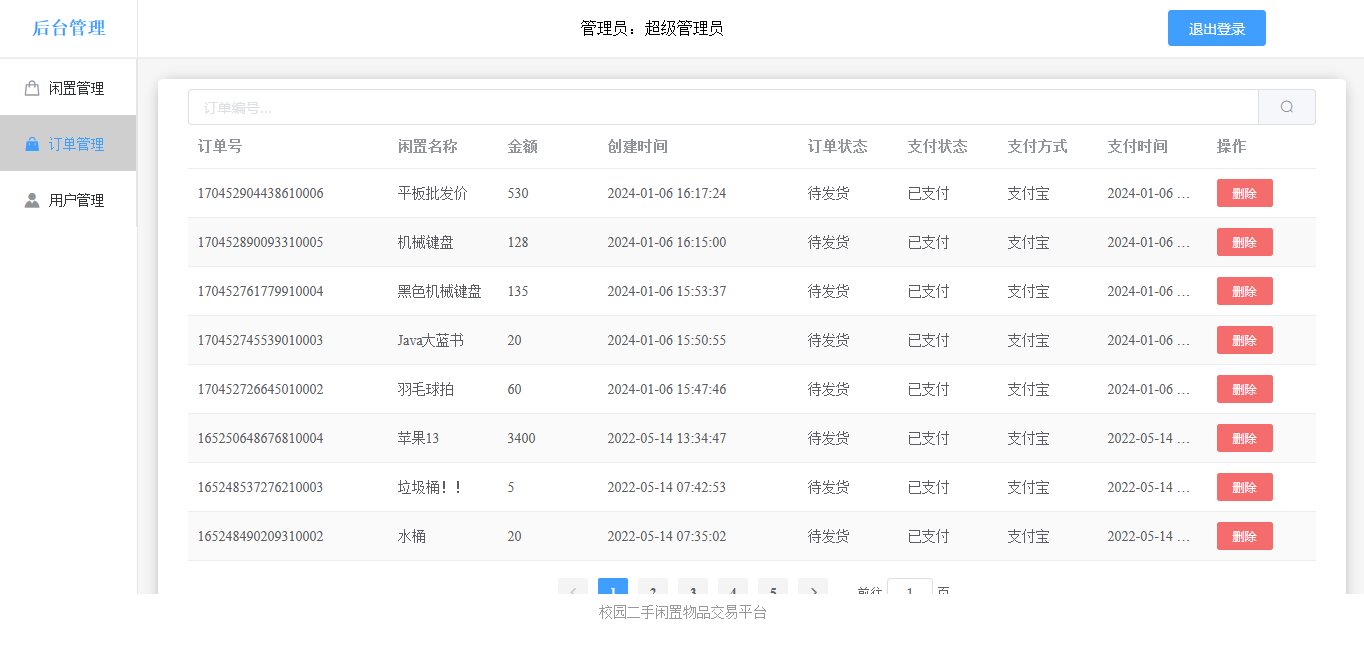 后台管理
管理员：超级管理员
退出登录
闲置管理
订单管理
用户管理
订单编号...
订单号 闲置名称 金额 创建时间 订单状态 支付状态 支付方式 支付时间 操作
170452904438610006 平板批发价 530 2024-01-06 16:17:24 待发货 已支付 支付宝 2024-01-06 ... 删除
170452890093310005 机械键盘 128 2024-01-06 16:15:00 待发货 已支付 支付宝 2024-01-06 ... 删除
170452761779910004 黑色机械键盘 135 2024-01-06 15:53:37 待发货 已支付 支付宝 2024-01-06 ... 删除
170452745539010003 Java大蓝书 20 2024-01-06 15:50:55 待发货 已支付 支付宝 2024-01-06 ... 删除
170452726645010002 羽毛球拍 60 2024-01-06 15:47:46 待发货 已支付 支付宝 2024-01-06 ... 删除
165250648676810004 苹果13 3400 2022-05-14 13:34:47 待发货 已支付 支付宝 2022-05-14 ... 删除
165248537276210003 垃圾桶！！ 5 2022-05-14 07:42:53 待发货 已支付 支付宝 2022-05-14 ... 删除
165248490209310002 水桶 20 2022-05-14 07:35:02 待发货 已支付 支付宝 2022-05-14 ... 删除
1 2 3 4 5 前往 1 页
校园二手闲置物品交易平台